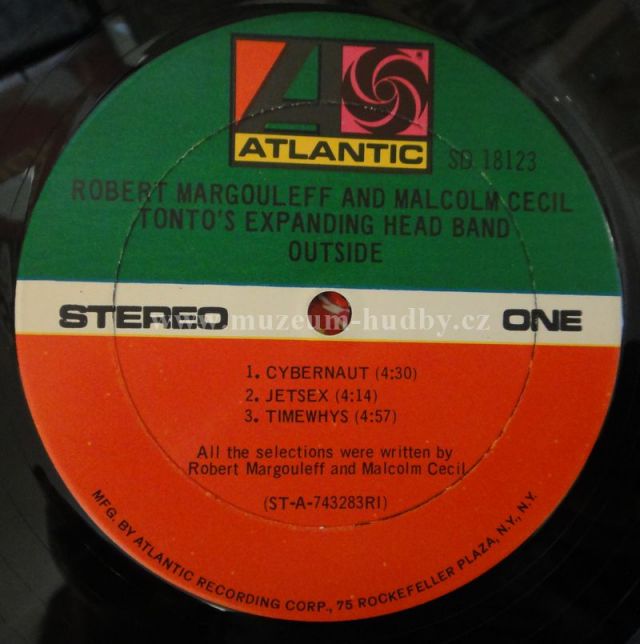 ATLANTIC
SD 18123
ROBERT MARGOULEFF AND MALCOLM CECIL
TONTO'S EXPANDING HEAD BAND
OUTSIDE
STEREO
ONE
www.muzeum-hudby.cz
1. CYBERNAUT (4:30)
2. JETSEX (4:14)
3. TIMEWHYS (4:57)
All the selections were written by
Robert Margouleff and Malcolm Cecil
(ST-A-743283RI)
MFG. BY ATLANTIC RECORDING CORP., 75 ROCKEFELLER PLAZA, N.Y., N.Y.